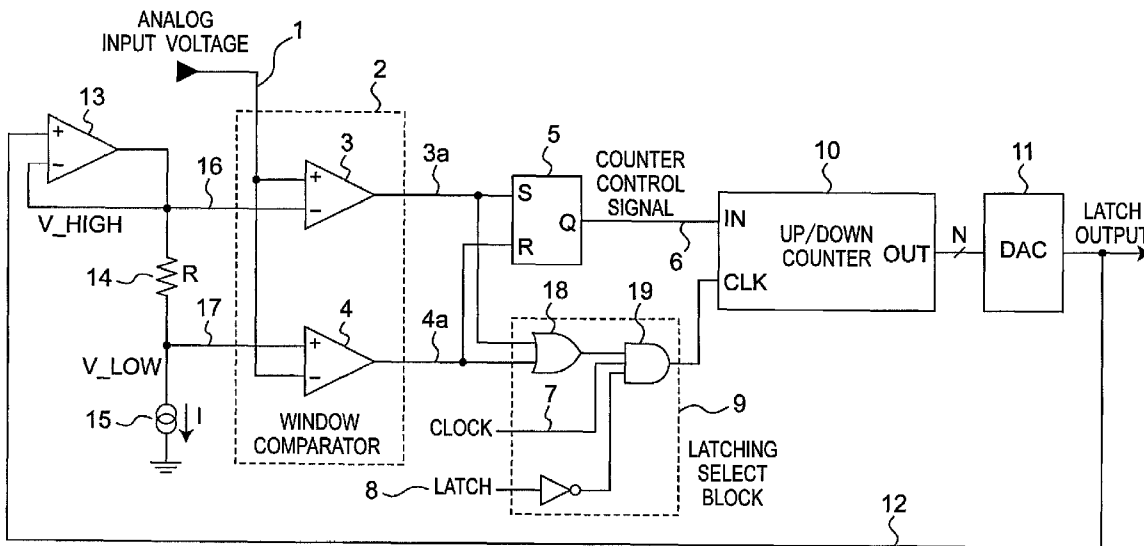 ANALOG
INPUT VOLTAGE
1
2
13
+
−
16
V_HIGH
14
R
17
V_LOW
15
I
3
+
−
3a
4
+
−
4a
WINDOW
COMPARATOR
5
S
R
Q
COUNTER
CONTROL
SIGNAL
6
10
IN
CLK
UP/DOWN
COUNTER
OUT
N
11
DAC
LATCH
OUTPUT
18
19
7
CLOCK
8
LATCH
9
LATCHING
SELECT
BLOCK
12